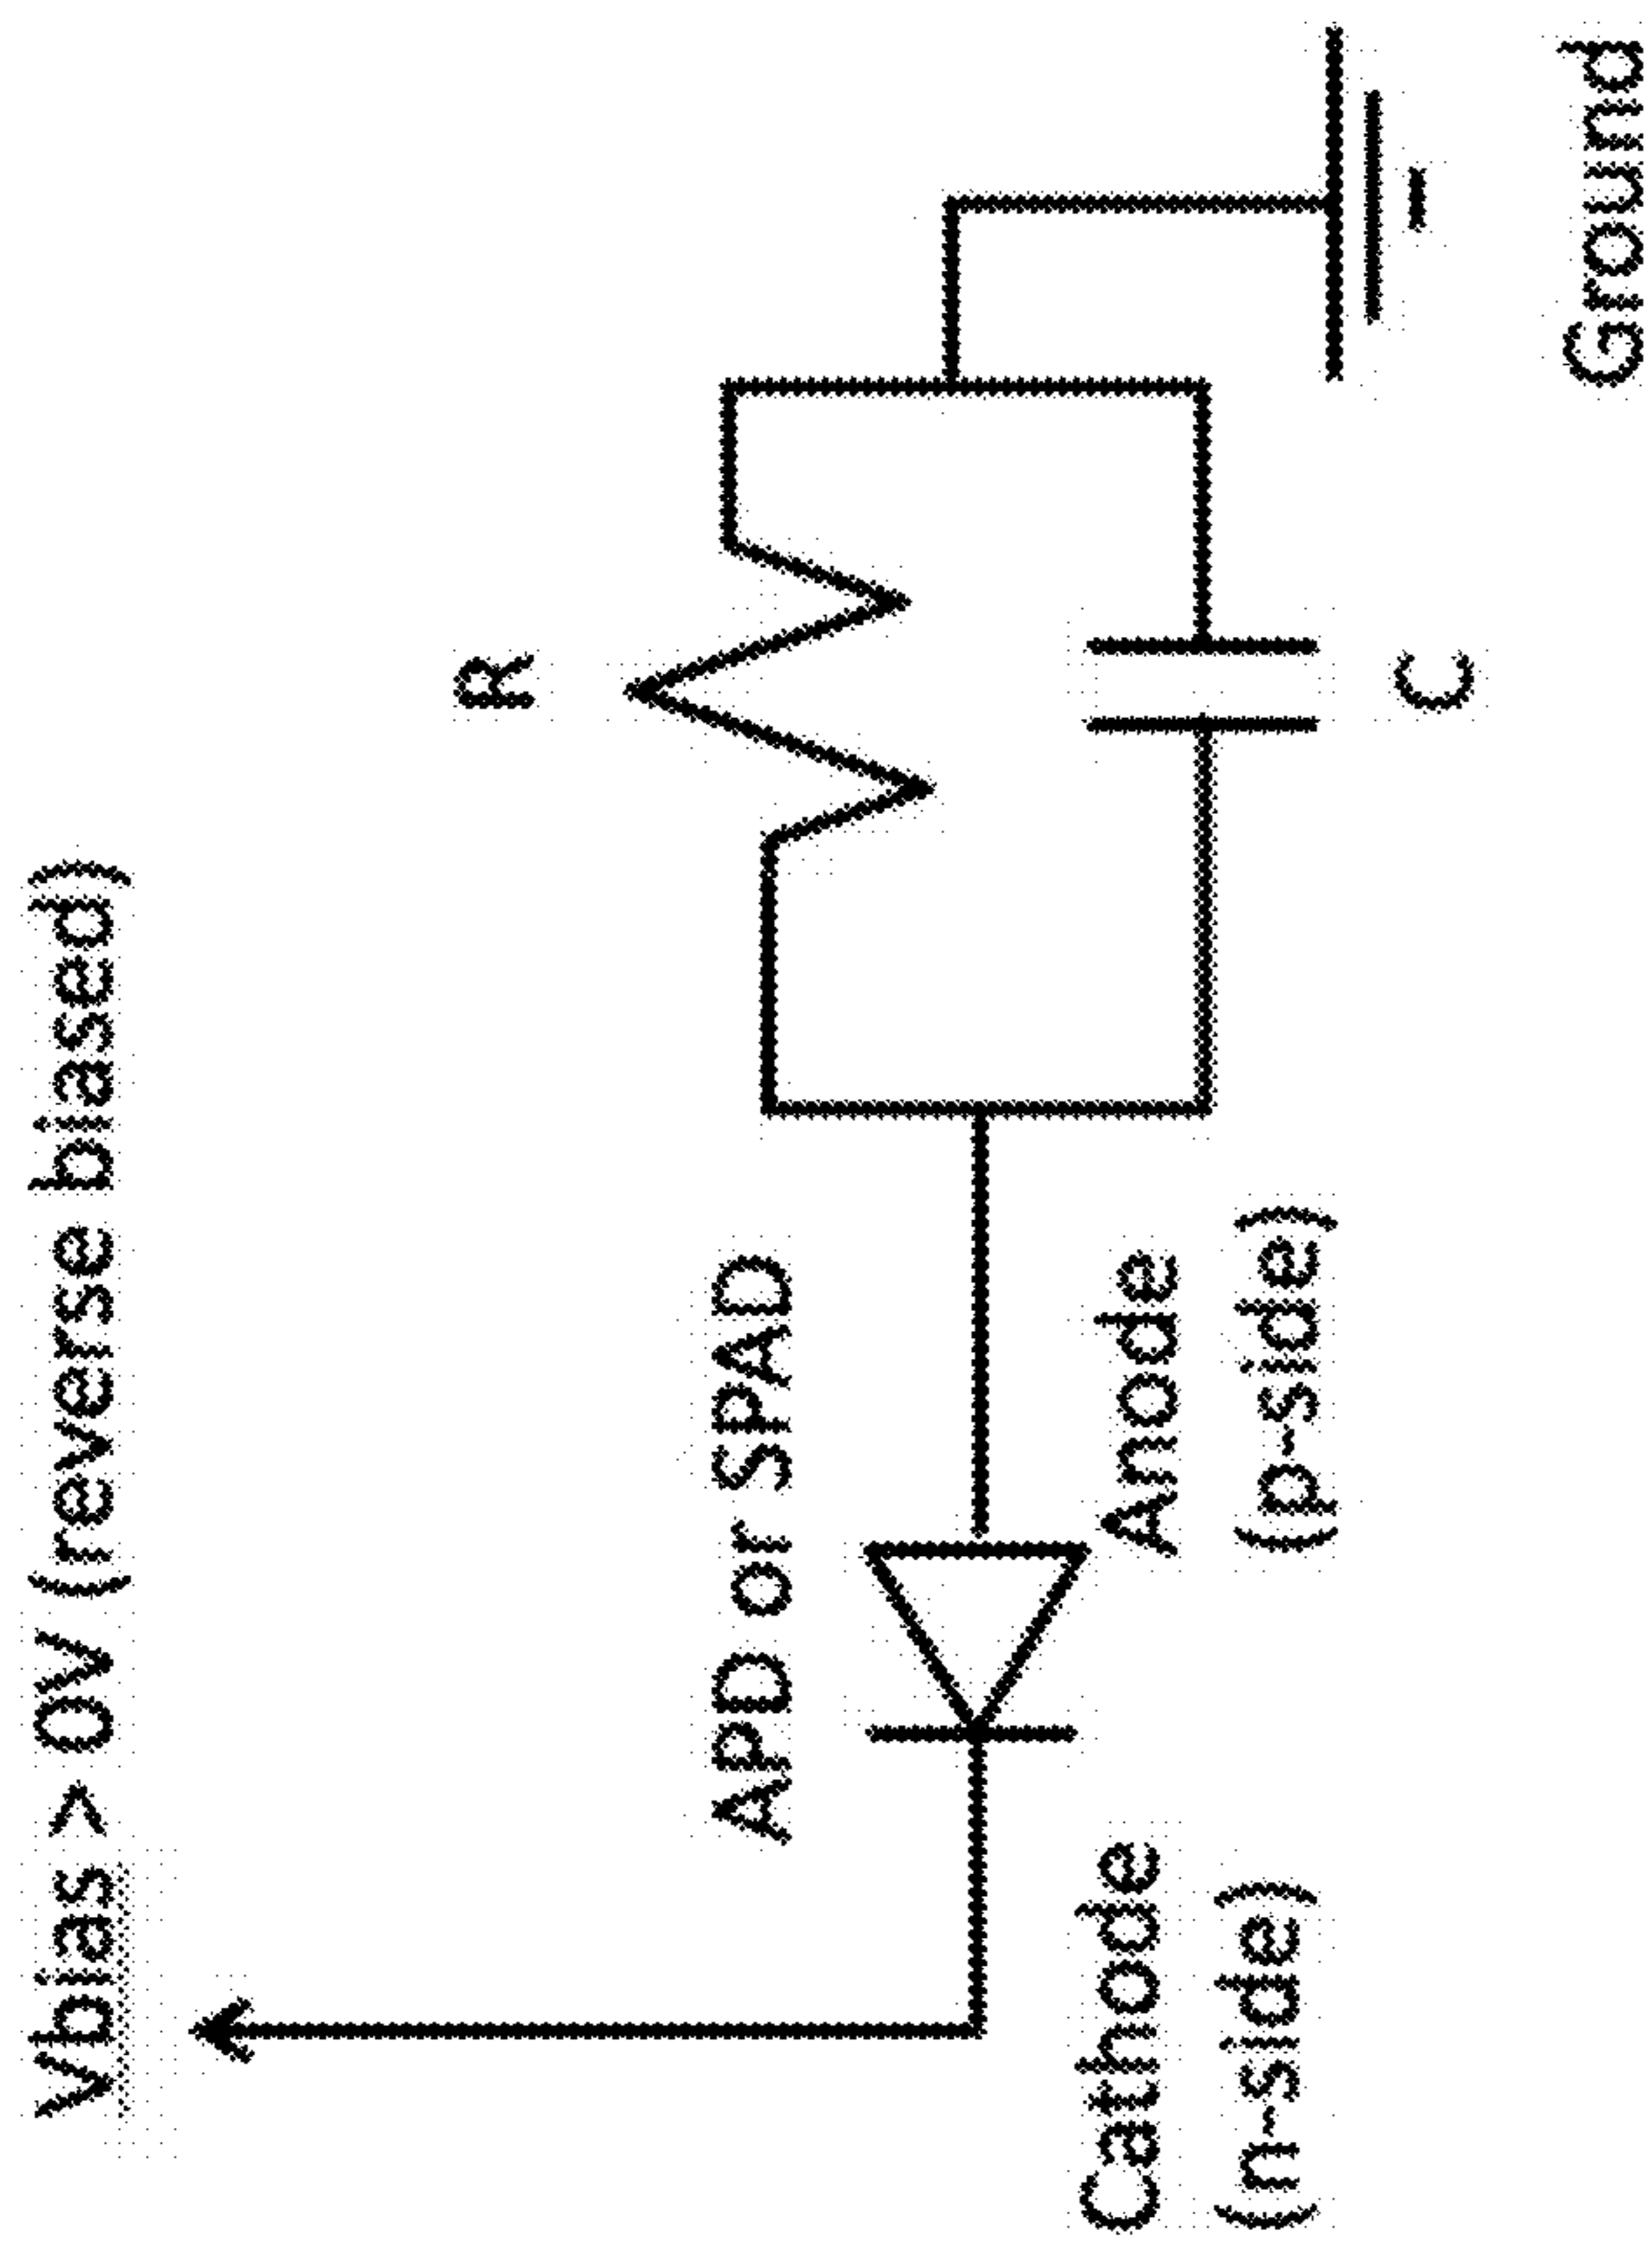 Vbias > 0V (reverse biased)
R
APD or SPAD
Cathode
(n-side)
Anode
(p-side)
C
Ground